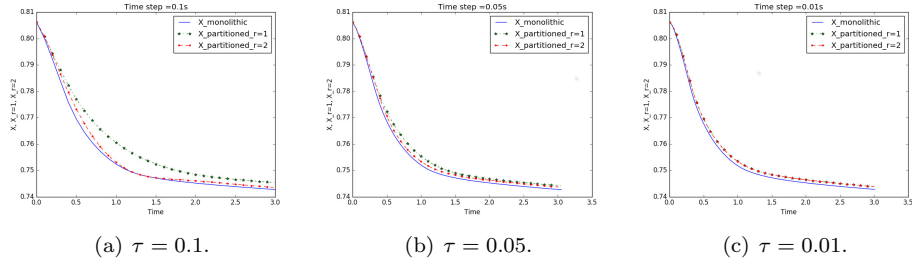 Time step =0.1s
X_monolithic
X_partitioned_r=1
X_partitioned_r=2
X, X_r=1, X_r=2
0.81
0.80
0.79
0.78
0.77
0.76
0.75
0.74
0.0 0.5 1.0 1.5 2.0 2.5 3.0
Time
(a) τ = 0.1.
Time step =0.05s
X_monolithic
X_partitioned_r=1
X_partitioned_r=2
X, X_r=1, X_r=2
0.81
0.80
0.79
0.78
0.77
0.76
0.75
0.74
0.0 0.5 1.0 1.5 2.0 2.5 3.0 3.5
Time
(b) τ = 0.05.
Time step =0.01s
X_monolithic
X_partitioned_r=1
X_partitioned_r=2
X, X_r=1, X_r=2
0.81
0.80
0.79
0.78
0.77
0.76
0.75
0.74
0.0 0.5 1.0 1.5 2.0 2.5 3.0 3.5
Time
(c) τ = 0.01.